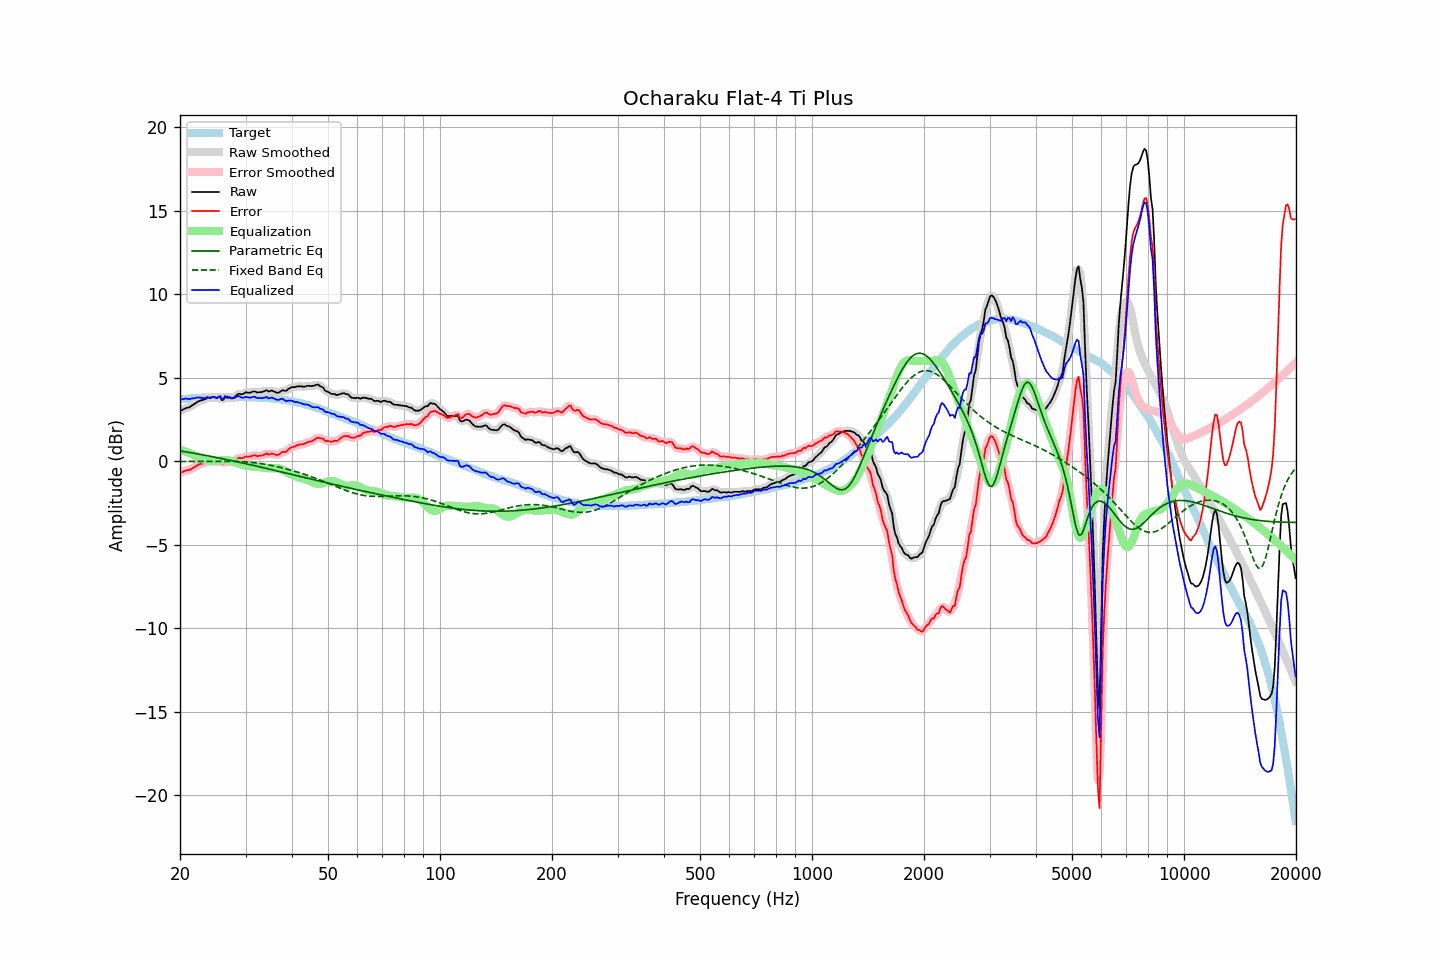 Ocharaku Flat-4 Ti Plus
Target
Raw Smoothed
Error Smoothed
Raw
Error
Equalization
Parametric Eq
Fixed Band Eq
Equalized
20
15
10
5
0
−5
−10
−15
−20
Amplitude (dBr)
20 50 100 200 500 1000 2000 5000 10000 20000
Frequency (Hz)